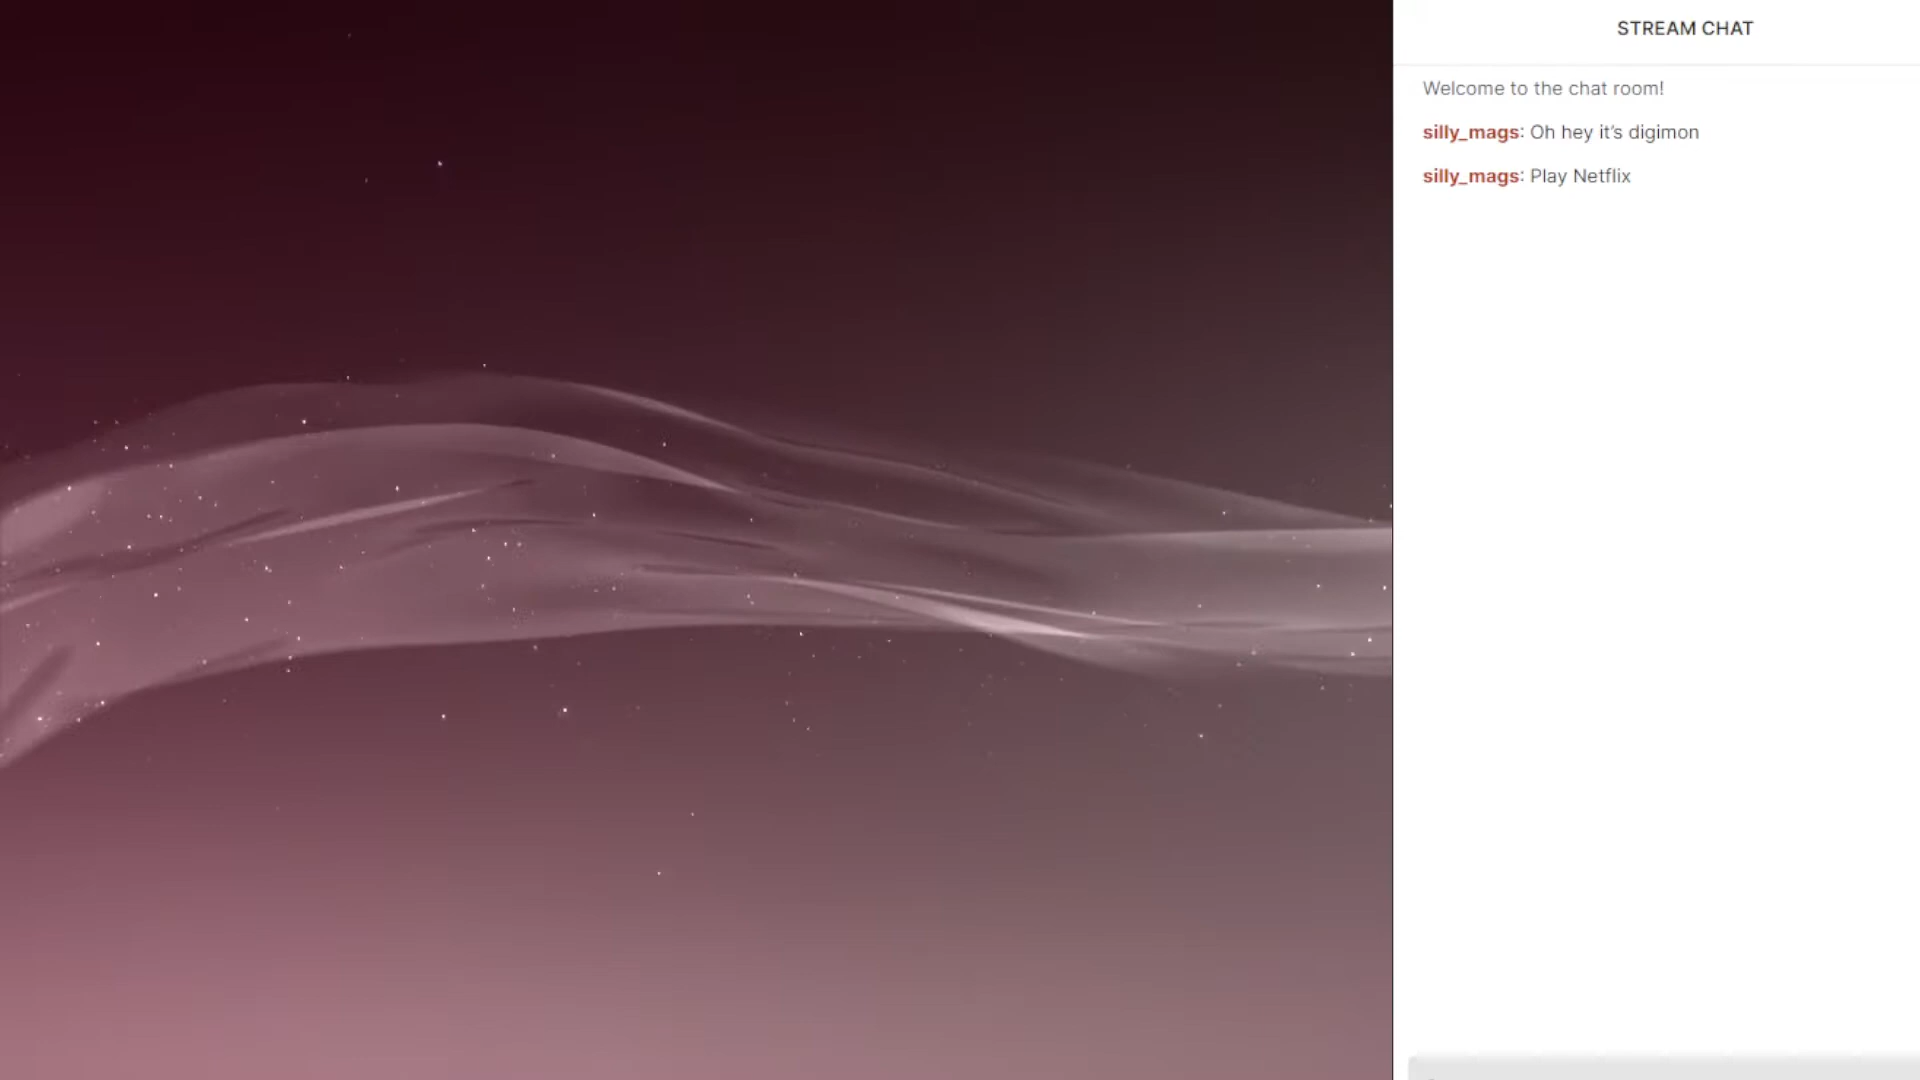 STREAM CHAT
Welcome to the chat room!
silly_mags: Oh hey it's digimon
silly_mags: Play Netflix